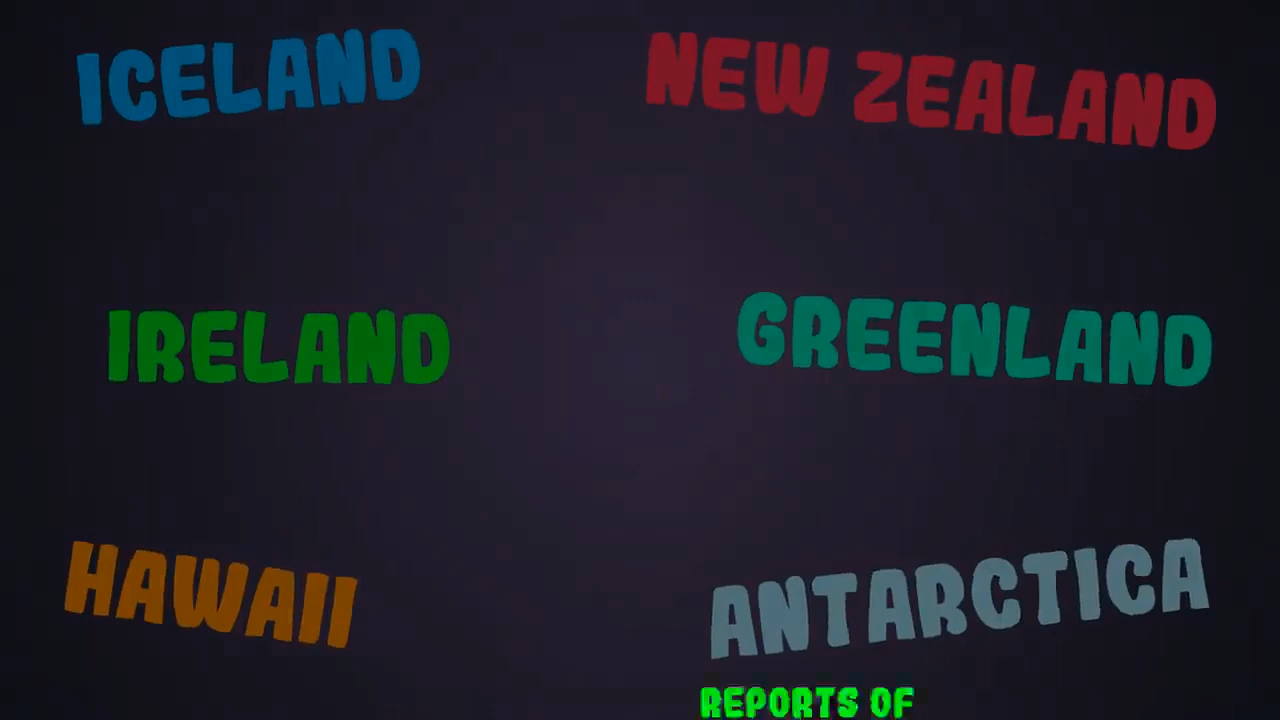 ICELAND
NEW ZEALAND
IRELAND
GREENLAND
HAWAII
ANTARCTICA
REPORTS OF